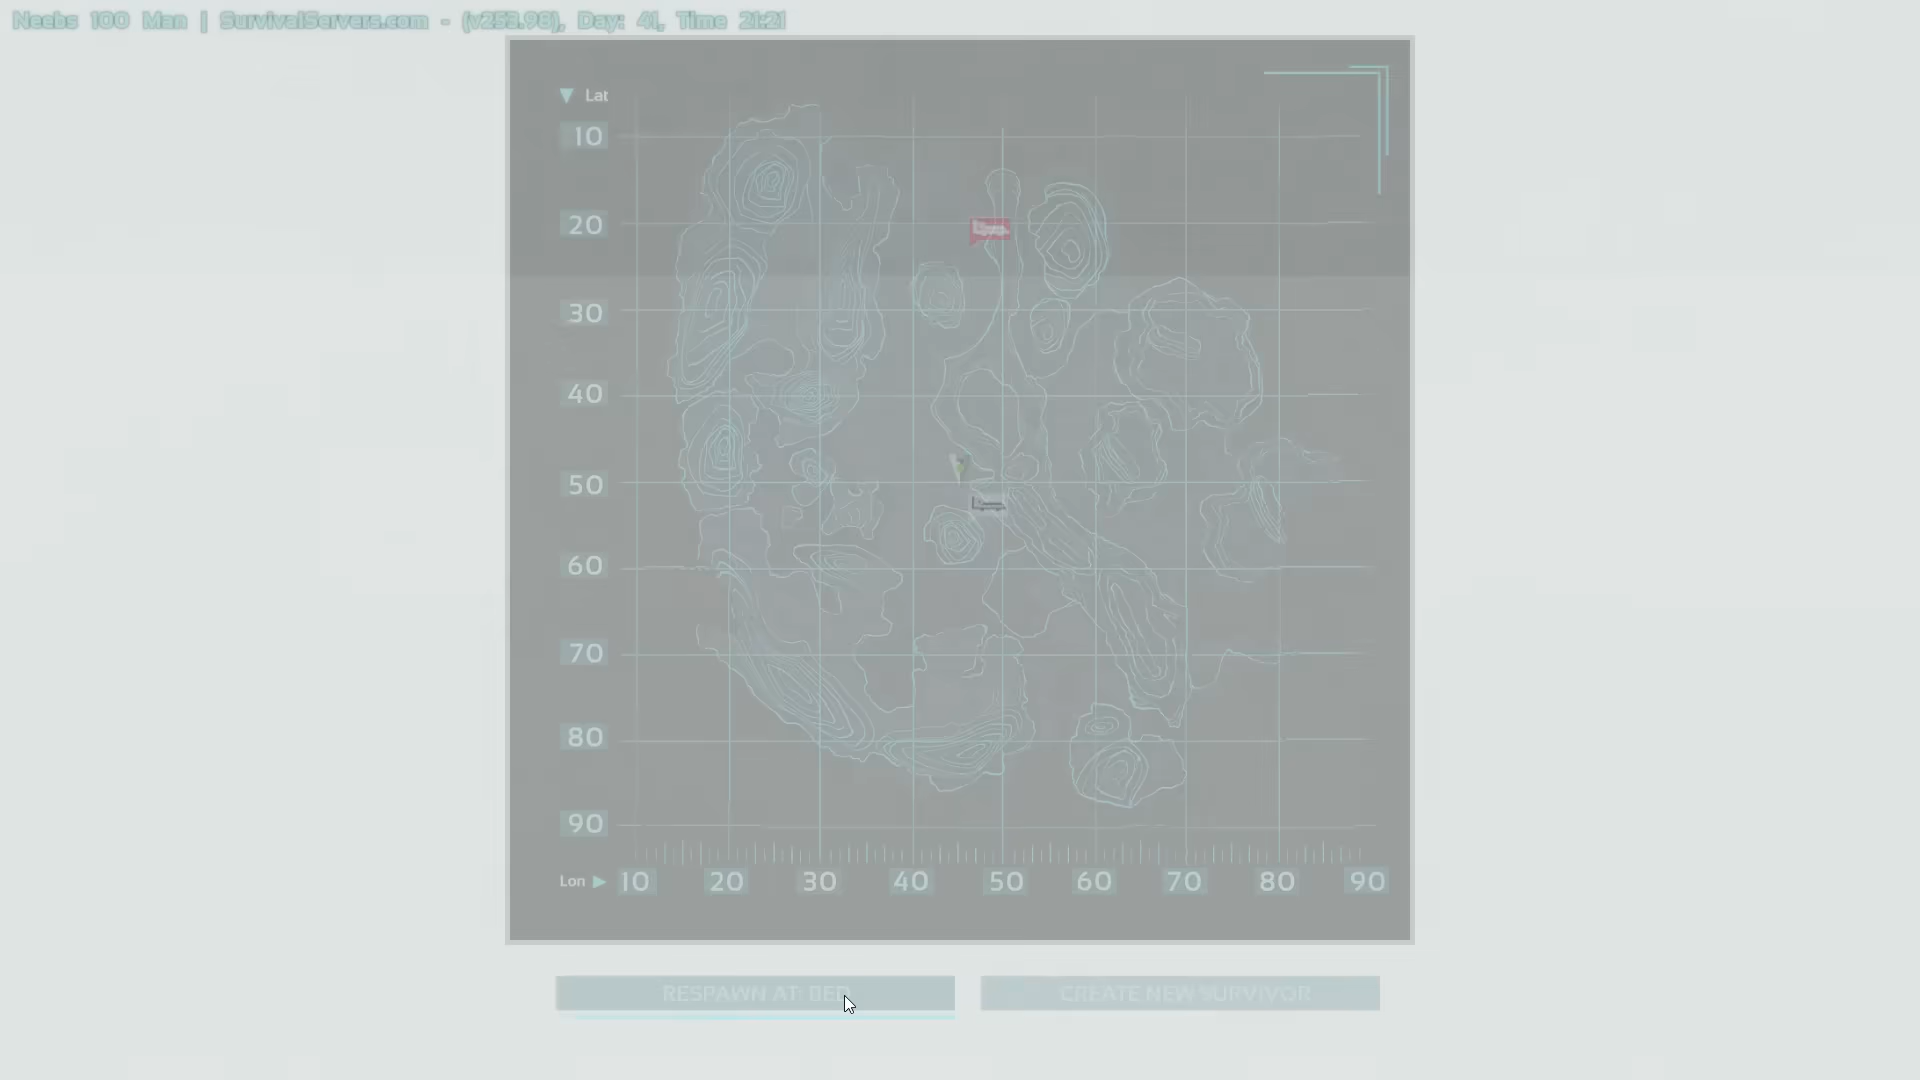 Neebs 100 Man | SurvivalServers.com - (v253.98), Day: 41, Time 21:21
Lat
10
20
30
40
50
60
70
80
90
Lon 10 20 30 40 50 60 70 80 90
RESPAWN AT: BED
CREATE NEW SURVIVOR